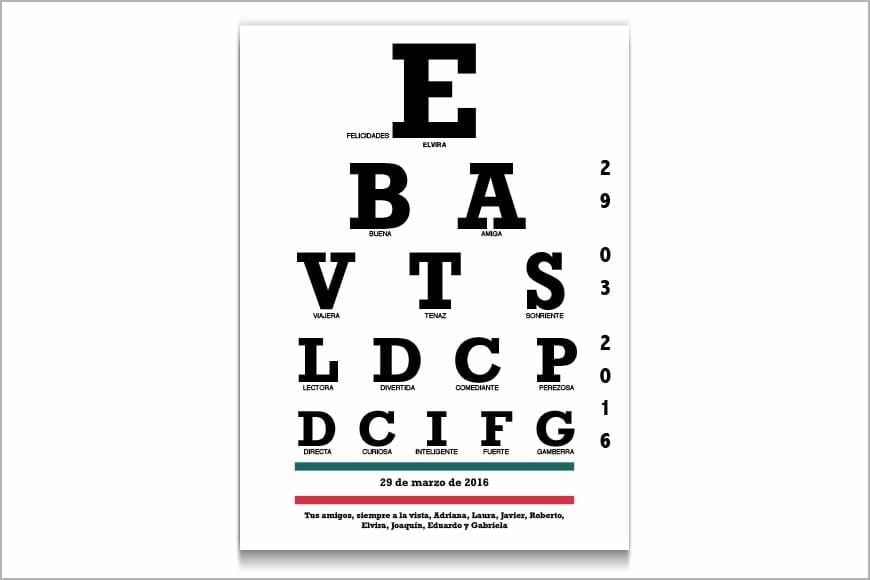 E
FELICIDADES
ELVIRA
B A
BUENA AMIGA
V T S
VIAJERA TENAZ SONRIENTE
L D C P
LECTORA DIVERTIDA COMEDIANTE PEREZOSA
D C I F G
DIRECTA CURIOSA INTELIGENTE FUERTE GAMBERRA
2
9
0
3
2
0
1
6
29 de marzo de 2016
Tus amigos, siempre a la vista, Adriana, Laura, Javier, Roberto,
Elvira, Joaquín, Eduardo y Gabriela